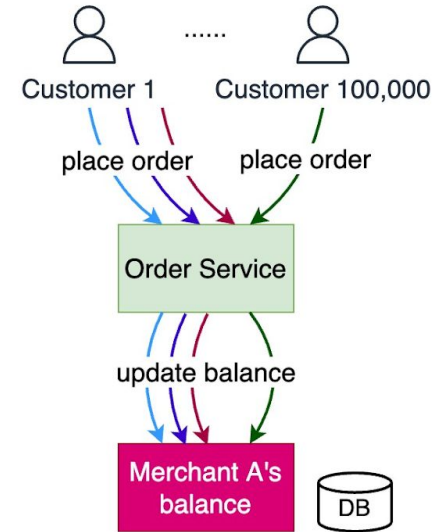 ......
Customer 1
Customer 100,000
place order
place order
Order Service
update balance
Merchant A's
balance
DB